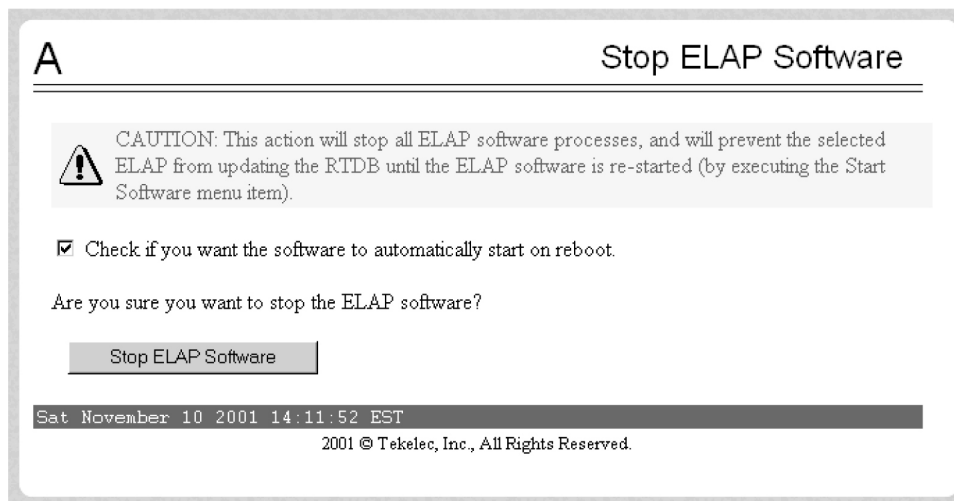 A
Stop ELAP Software
CAUTION: This action will stop all ELAP software processes, and will prevent the selected
ELAP from updating the RTDB until the ELAP software is re-started (by executing the Start
Software menu item).
Check if you want the software to automatically start on reboot.
Are you sure you want to stop the ELAP software?
Stop ELAP Software
Sat November 10 2001 14:11:52 EST
2001 © Tekelec, Inc., All Rights Reserved.